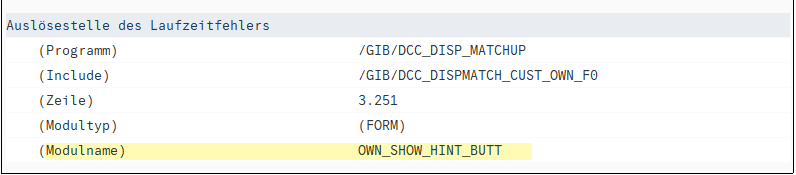 Auslösestelle des Laufzeitfehlers
(Programm) /GIB/DCC_DISP_MATCHUP
(Include) /GIB/DCC_DISPMATCH_CUST_OWN_F0
(Zeile) 3.251
(Modultyp) (FORM)
(Modulname) OWN_SHOW_HINT_BUTT